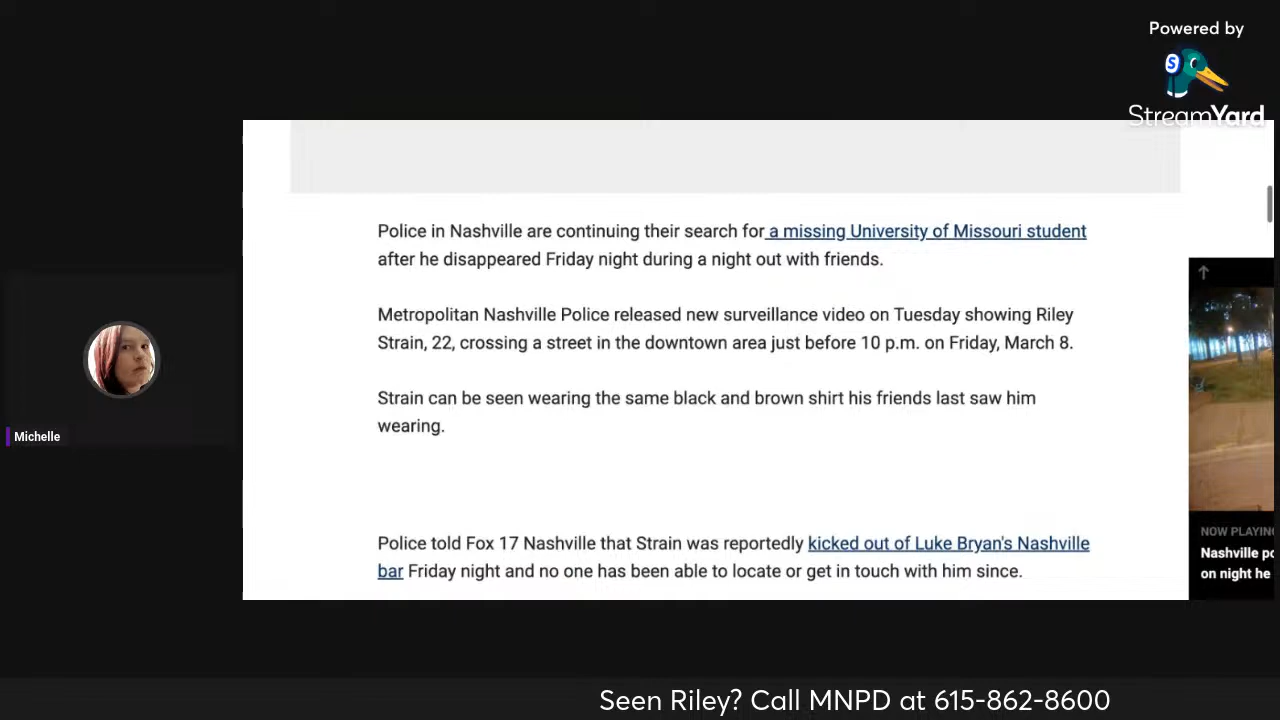 Powered by
S
StreamYard
Police in Nashville are continuing their search for a missing University of Missouri student
after he disappeared Friday night during a night out with friends.
Metropolitan Nashville Police released new surveillance video on Tuesday showing Riley
Strain, 22, crossing a street in the downtown area just before 10 p.m. on Friday, March 8.
Strain can be seen wearing the same black and brown shirt his friends last saw him
wearing.
Police told Fox 17 Nashville that Strain was reportedly kicked out of Luke Bryan's Nashville
bar Friday night and no one has been able to locate or get in touch with him since.
Michelle
NOW PLAYING
Nashville po
on night he
Seen Riley? Call MNPD at 615-862-8600